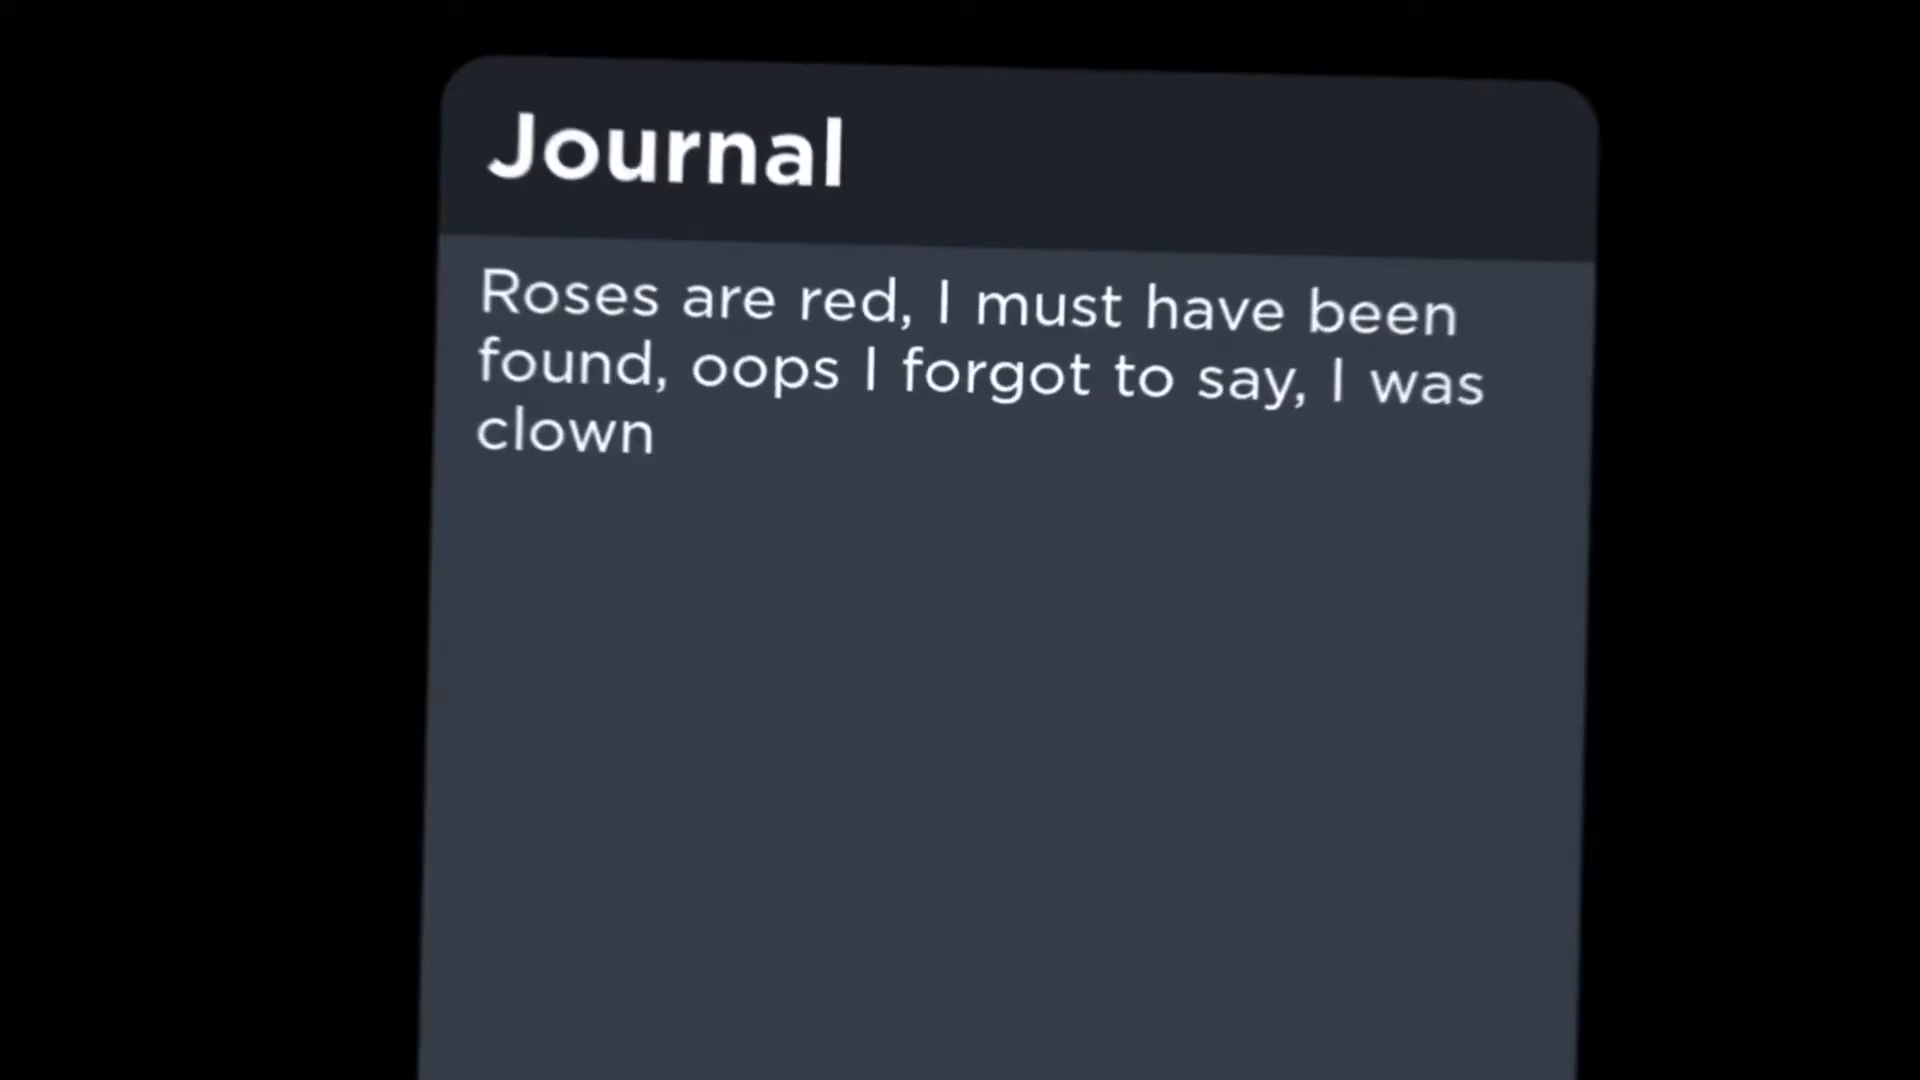 Journal
Roses are red, I must have been
found, oops I forgot to say, I was
clown